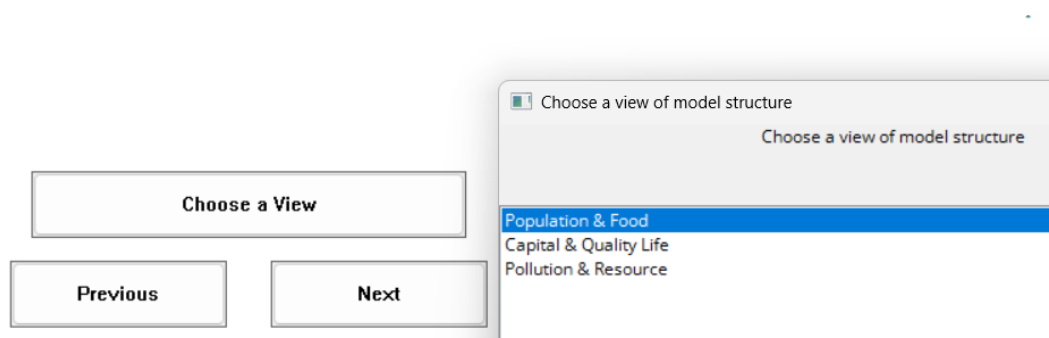 Choose a view of model structure
Choose a view of model structure
Choose a View
Population & Food
Capital & Quality Life
Pollution & Resource
Previous
Next